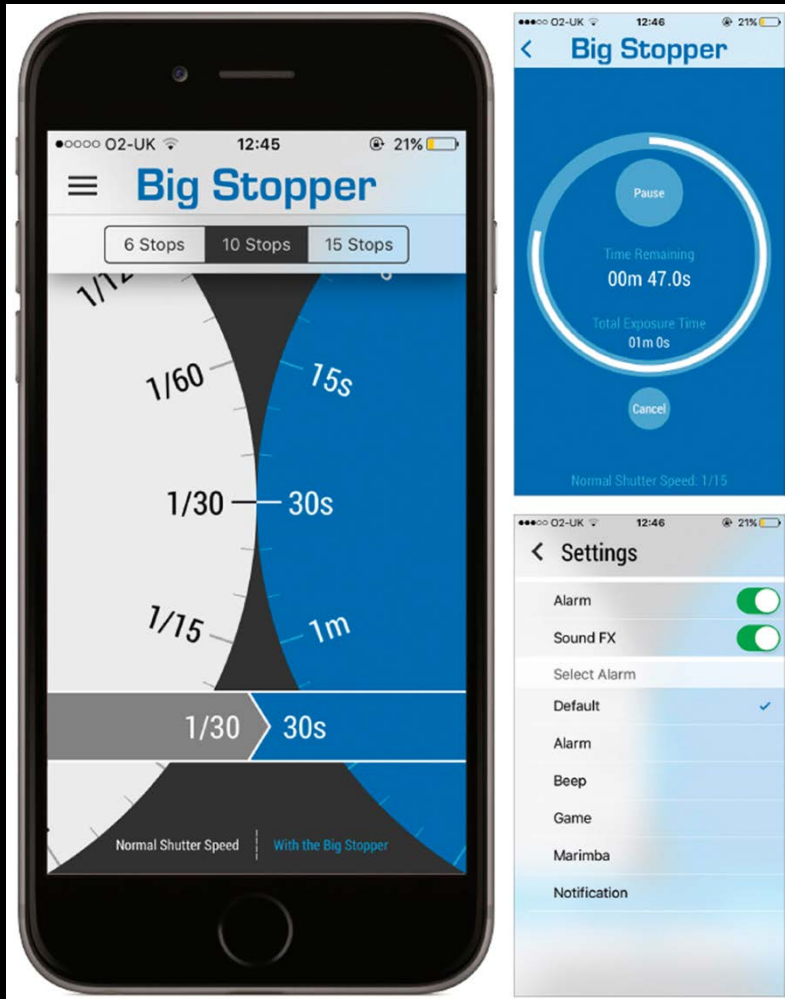 ●○○○○ O2-UK 12:45 21%
Big Stopper
6 Stops 10 Stops 15 Stops
1/60 15s
1/30 30s
1/15 1m
1/30 30s
Normal Shutter Speed With the Big Stopper
●●●○○ O2-UK 12:46 21%
Big Stopper
Pause
Time Remaining
00m 47.0s
Total Exposure Time
01m 0s
Cancel
Normal Shutter Speed: 1/15
●●●○○ O2-UK 12:46 21%
Settings
Alarm
Sound FX
Select Alarm
Default
Alarm
Beep
Game
Marimba
Notification